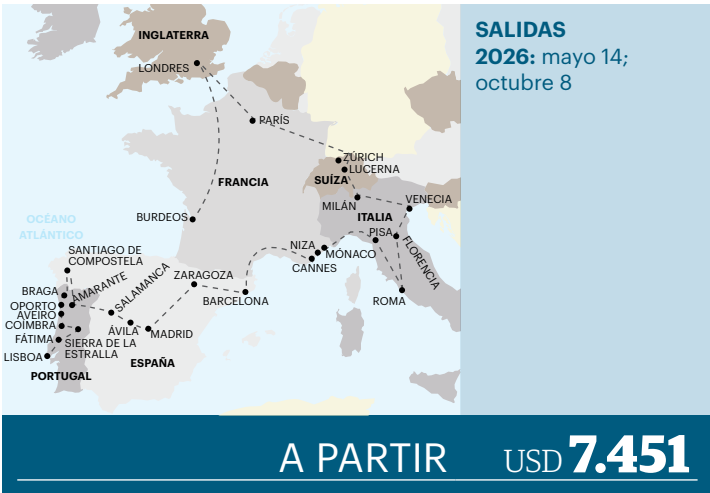 INGLATERRA
LONDRES
PARÍS
ZÚRICH
LUCERNA
SUÍZA
FRANCIA
MILÁN
VENECIA
ITALIA
BURDEOS
OCÉANO
ATLÁNTICO
PISA
FLORENCIA
NIZA
MÓNACO
CANNES
SANTIAGO DE
COMPOSTELA
ZARAGOZA
BARCELONA
ROMA
BRAGA
AMARANTE
SALAMANCA
OPORTO
AVEIRO
COÍMBRA
ÁVILA
MADRID
FÁTIMA
SIERRA DE LA
ESTRALLA
LISBOA
ESPAÑA
PORTUGAL
SALIDAS
2026: mayo 14;
octubre 8
A PARTIR USD 7.451